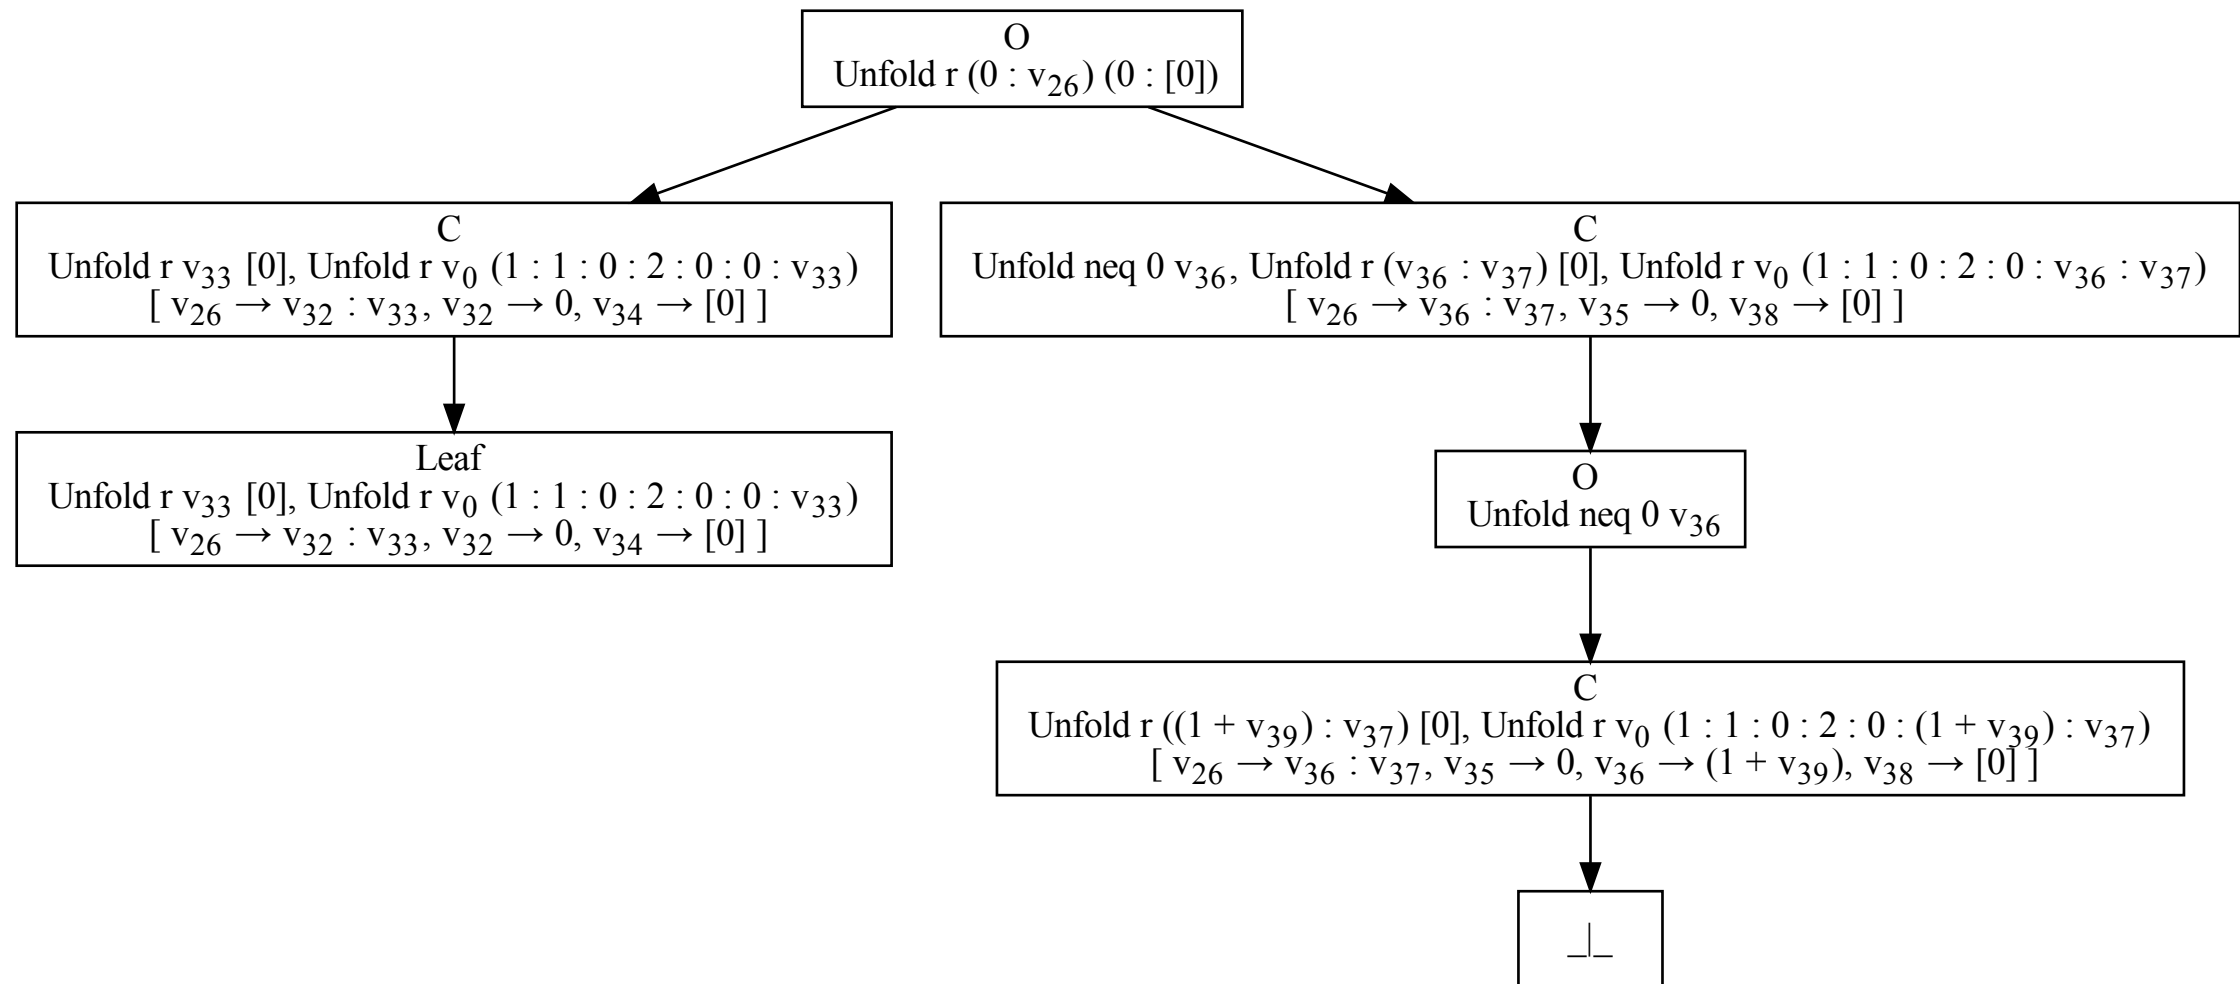 O
Unfold r (0 : v₂₆) (0 : [0])
C
Unfold r v₃₃ [0], Unfold r v₀ (1 : 1 : 0 : 2 : 0 : 0 : v₃₃)
[ v₂₆ → v₃₂ : v₃₃, v₃₂ → 0, v₃₄ → [0] ]
C
Unfold neq 0 v₃₆, Unfold r (v₃₆ : v₃₇) [0], Unfold r v₀ (1 : 1 : 0 : 2 : 0 : v₃₆ : v₃₇)
[ v₂₆ → v₃₆ : v₃₇, v₃₅ → 0, v₃₈ → [0] ]
Leaf
Unfold r v₃₃ [0], Unfold r v₀ (1 : 1 : 0 : 2 : 0 : 0 : v₃₃)
[ v₂₆ → v₃₂ : v₃₃, v₃₂ → 0, v₃₄ → [0] ]
O
Unfold neq 0 v₃₆
C
Unfold r ((1 + v₃₉) : v₃₇) [0], Unfold r v₀ (1 : 1 : 0 : 2 : 0 : (1 + v₃₉) : v₃₇)
[ v₂₆ → v₃₆ : v₃₇, v₃₅ → 0, v₃₆ → (1 + v₃₉), v₃₈ → [0] ]
_|_